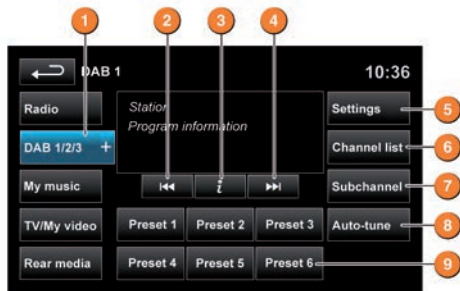 1 2 3 4
DAB 1 10:36
Radio Station Settings 5
Program information
DAB 1/2/3 + Channel list 6
My music i Subchannel 7
TV/My video Preset 1 Preset 2 Preset 3 Auto-tune 8
Rear media Preset 4 Preset 5 Preset 6 9